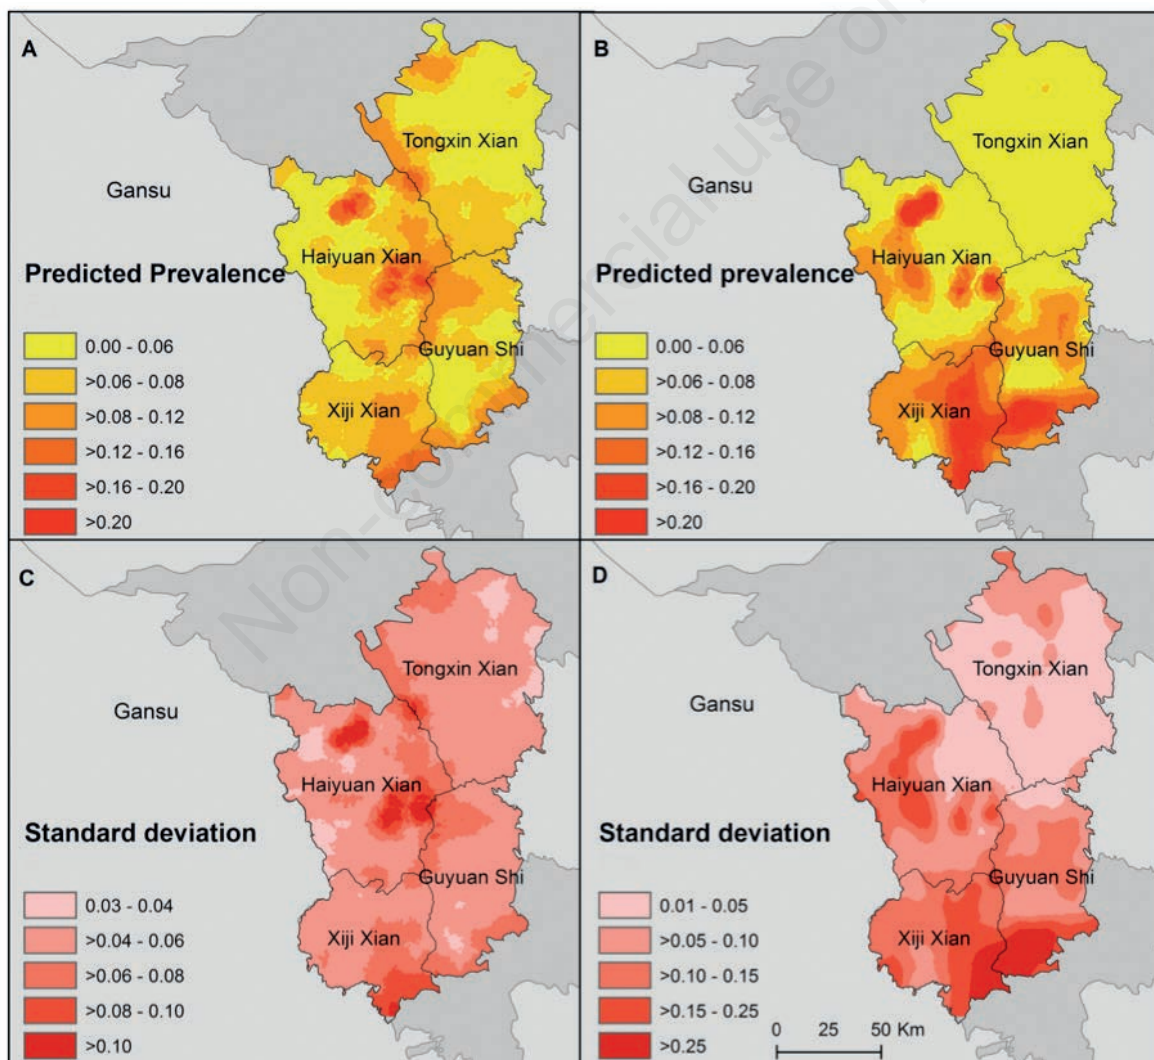 A
Tongxin Xian
Gansu
Haiyuan Xian
Predicted Prevalence
0.00 - 0.06
>0.06 - 0.08
>0.08 - 0.12
>0.12 - 0.16
>0.16 - 0.20
>0.20
Guyuan Shi
Xiji Xian
B
Tongxin Xian
Gansu
Haiyuan Xian
Predicted prevalence
0.00 - 0.06
>0.06 - 0.08
>0.08 - 0.12
>0.12 - 0.16
>0.16 - 0.20
>0.20
Guyuan Shi
Xiji Xian
C
Tongxin Xian
Gansu
Haiyuan Xian
Standard deviation
0.03 - 0.04
>0.04 - 0.06
>0.06 - 0.08
>0.08 - 0.10
>0.10
Guyuan Shi
Xiji Xian
D
Tongxin Xian
Gansu
Haiyuan Xian
Standard deviation
0.01 - 0.05
>0.05 - 0.10
>0.10 - 0.15
>0.15 - 0.25
>0.25
Guyuan Shi
Xiji Xian
0 25 50 Km
Non-commercial use